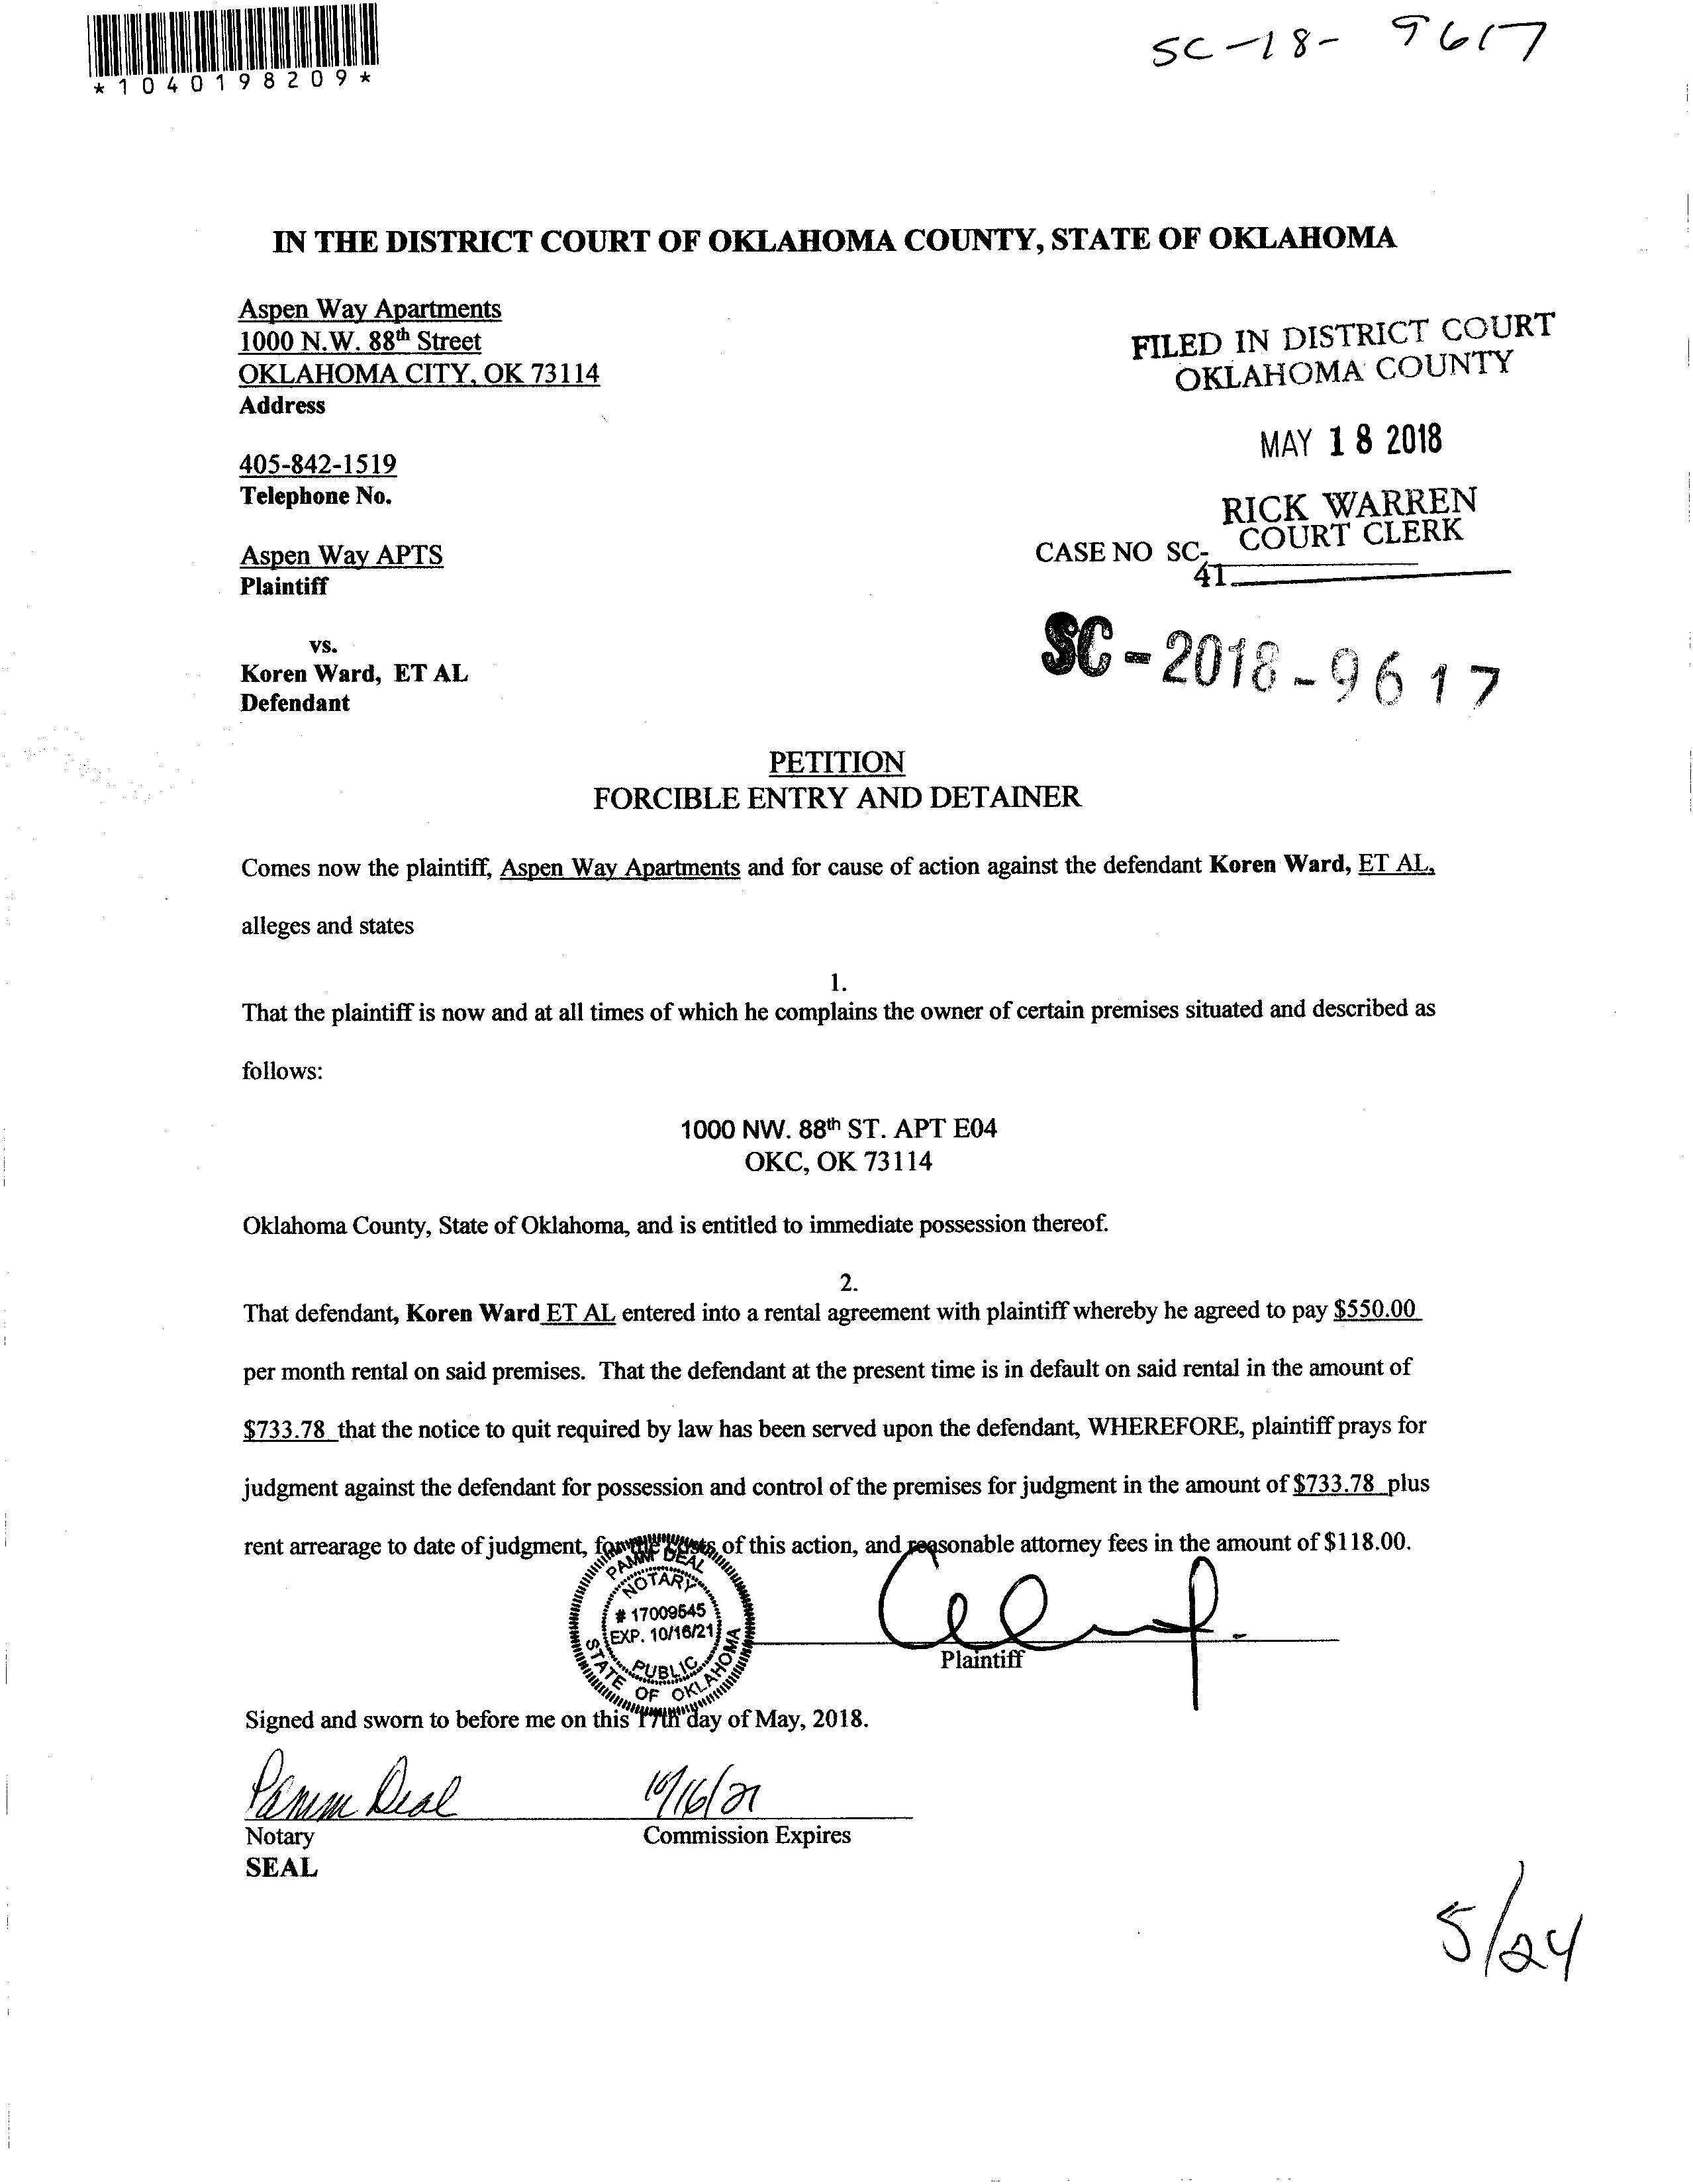 *1040198209*
SC-18- 9617
IN THE DISTRICT COURT OF OKLAHOMA COUNTY, STATE OF OKLAHOMA
Aspen Way Apartments
1000 N.W. 88th Street
OKLAHOMA CITY, OK 73114
Address
FILED IN DISTRICT COURT
OKLAHOMA COUNTY
MAY 18 2018
405-842-1519
Telephone No.
RICK WARREN
COURT CLERK
Aspen Way APTS
Plaintiff
CASE NO SC-
41
vs.
Koren Ward, ET AL
Defendant
SC-2018-9617
PETITION
FORCIBLE ENTRY AND DETAINER
Comes now the plaintiff, Aspen Way Apartments and for cause of action against the defendant Koren Ward, ET AL,
alleges and states
1.
That the plaintiff is now and at all times of which he complains the owner of certain premises situated and described as
follows:
1000 NW. 88th ST. APT E04
OKC, OK 73114
Oklahoma County, State of Oklahoma, and is entitled to immediate possession thereof.
2.
That defendant, Koren Ward ET AL entered into a rental agreement with plaintiff whereby he agreed to pay $550.00
per month rental on said premises. That the defendant at the present time is in default on said rental in the amount of
$733.78 that the notice to quit required by law has been served upon the defendant, WHEREFORE, plaintiff prays for
judgment against the defendant for possession and control of the premises for judgment in the amount of $733.78 plus
rent arrearage to date of judgment, for the costs of this action, and reasonable attorney fees in the amount of $118.00.
PAMM DEAL
NOTARY
# 17009545
EXP. 10/16/21
PUBLIC
STATE OF OKLAHOMA
Plaintiff
Signed and sworn to before me on this 17th day of May, 2018.
Pamm Deal 10/16/21
Notary Commission Expires
SEAL
5/24